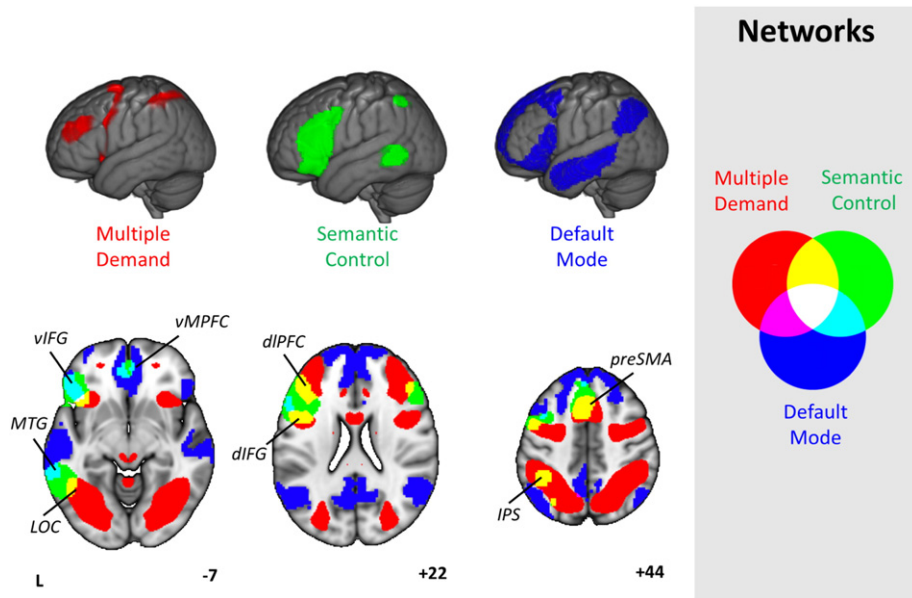 Networks
Multiple
Demand
Semantic
Control
Default
Mode
Multiple
Demand
Semantic
Control
Default
Mode
vIFG
vMPFC
MTG
LOC
dlPFC
dIFG
preSMA
IPS
L
-7
+22
+44